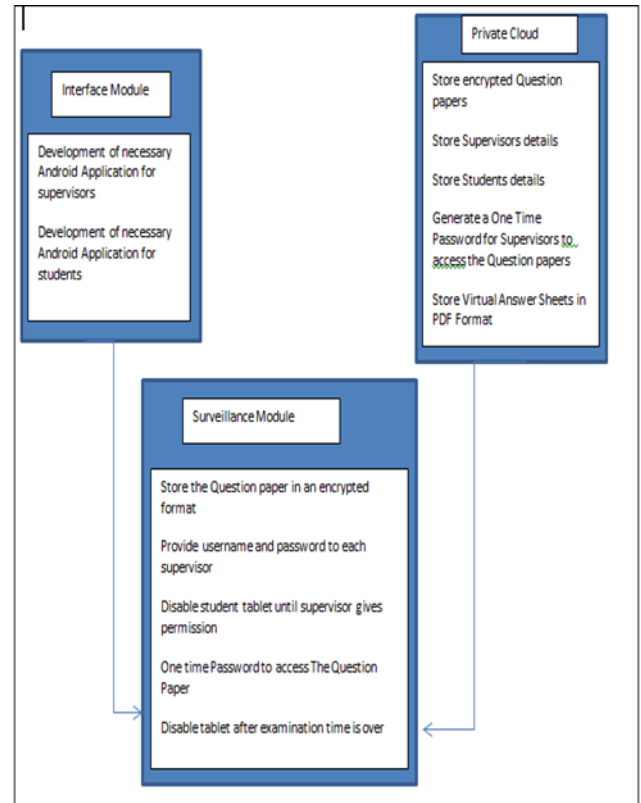 Interface Module
Development of necessary
Android Application for
supervisors
Development of necessary
Android Application for
students
Private Cloud
Store encrypted Question
papers
Store Supervisors details
Store Students details
Generate a One Time
Password for Supervisors to
access the Question papers
Store Virtual Answer Sheets in
PDF Format
Surveillance Module
Store the Question paper in an encrypted
format
Provide username and password to each
supervisor
Disable student tablet until supervisor gives
permission
One time Password to access The Question
Paper
Disable tablet after examination time is over